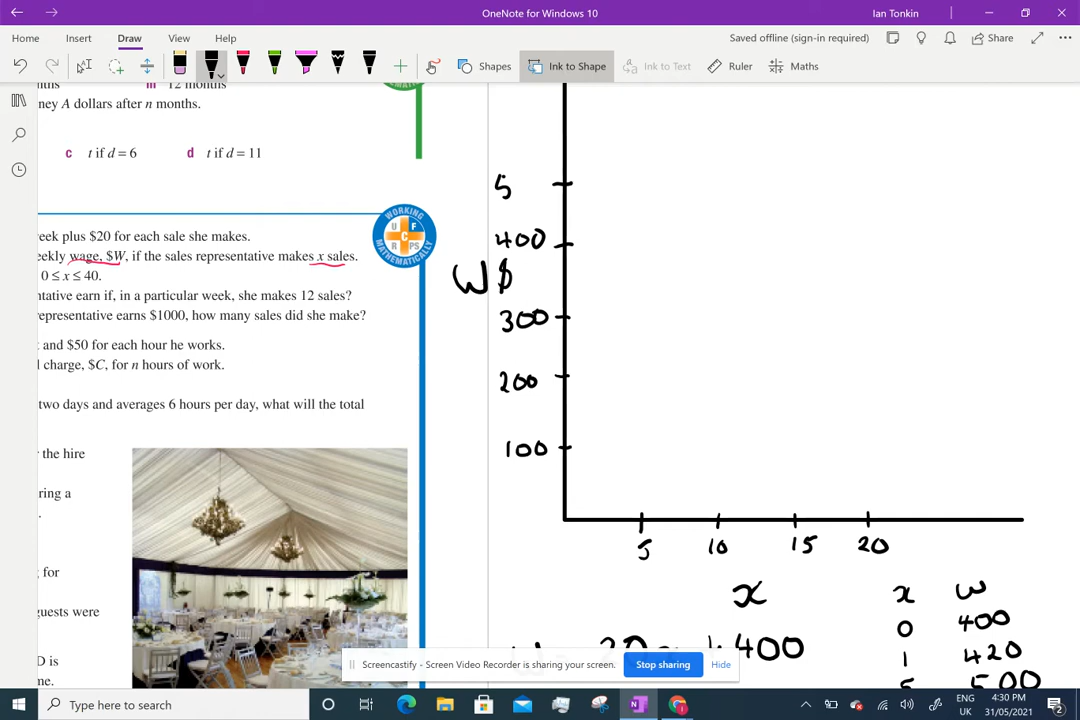 OneNote for Windows 10
Ian Tonkin
Home Insert Draw View Help
Saved offline (sign-in required)
Share
Shapes
Ink to Shape
Ink to Text
Ruler
Maths
nths m 12 months
ney A dollars after n months.
c t if d = 6 d t if d = 11
WORKING
U F C R PS
MATHEMATICALLY
eek plus $20 for each sale she makes.
eekly wage, $W, if the sales representative makes x sales.
0 ≤ x ≤ 40.
ntative earn if, in a particular week, she makes 12 sales?
representative earns $1000, how many sales did she make?
and $50 for each hour he works.
l charge, $C, for n hours of work.
two days and averages 6 hours per day, what will the total
the hire
ring a
for
guests were
D is
me.
5
400
W $
300
200
100
5 10 15 20
x
x w
0 400
1 420
5 500
400
Screencastify - Screen Video Recorder is sharing your screen.
Stop sharing
Hide
Type here to search
ENG
UK
4:30 PM
31/05/2021
2